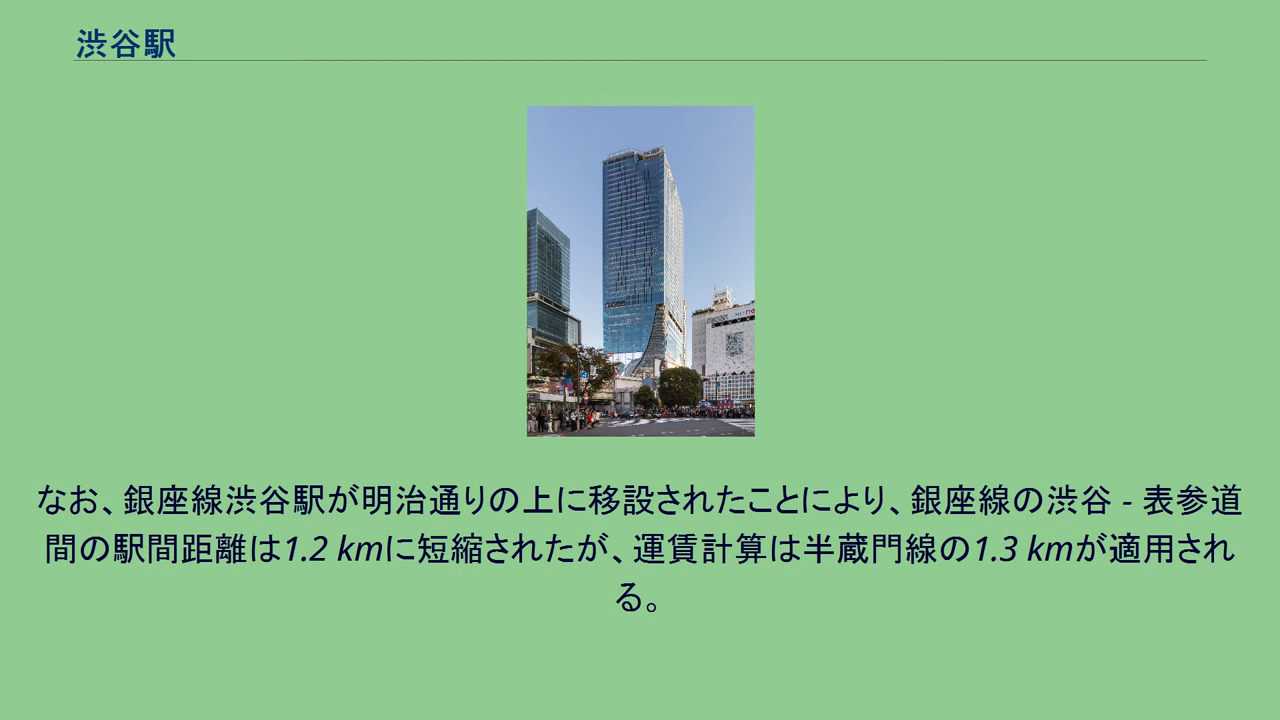 渋谷駅
なお、銀座線渋谷駅が明治通りの上に移設されたことにより、銀座線の渋谷 - 表参道
間の駅間距離は1.2 kmに短縮されたが、運賃計算は半蔵門線の1.3 kmが適用され
る。